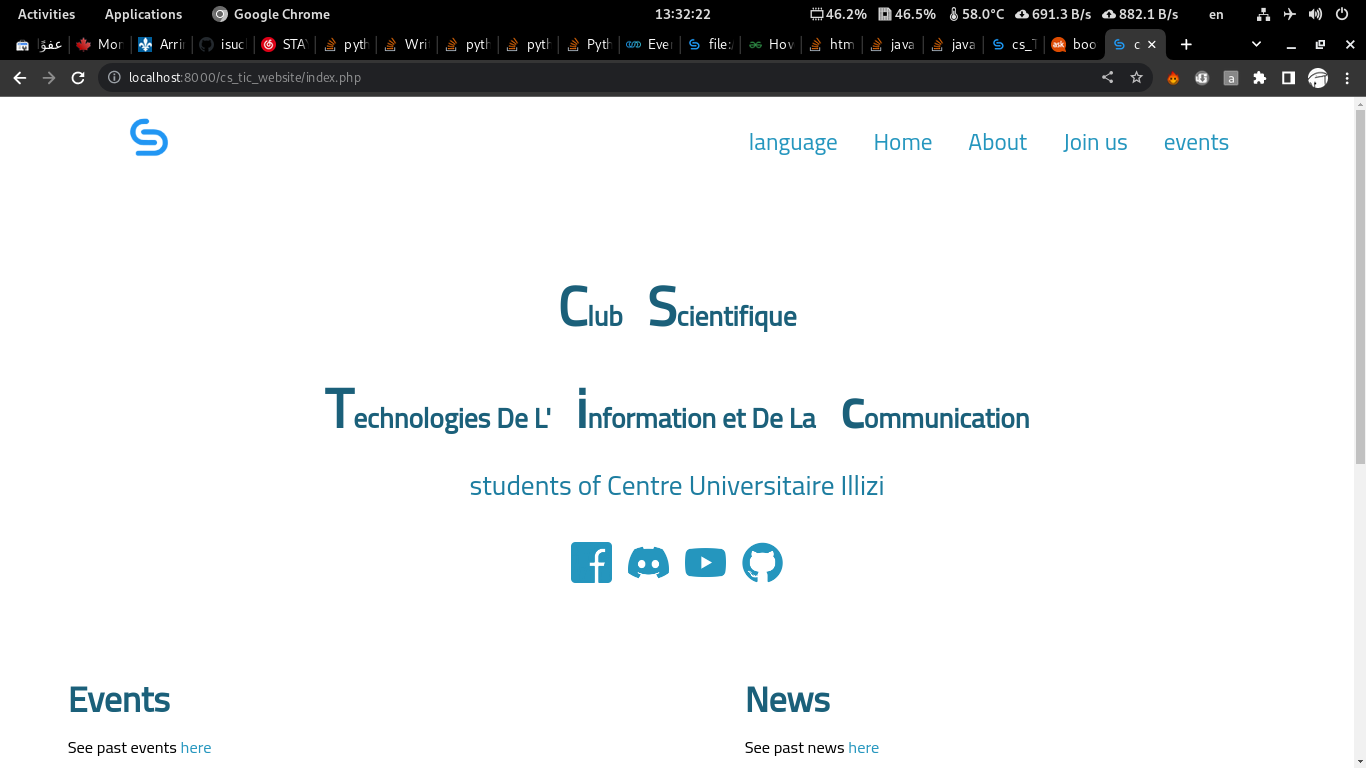 Activities Applications Google Chrome 13:32:22 46.2% 46.5% 58.0°C 691.3 B/s 882.1 B/s en
عفوًا Mor Arri isuc STA pyth Writ pyth pyth Pyth Eve file:/ How htm java java cs_T boo c
localhost:8000/cs_tic_website/index.php
language Home About Join us events
Club Scientifique
Technologies De L' information et De La communication
students of Centre Universitaire Illizi
Events
See past events here
News
See past news here